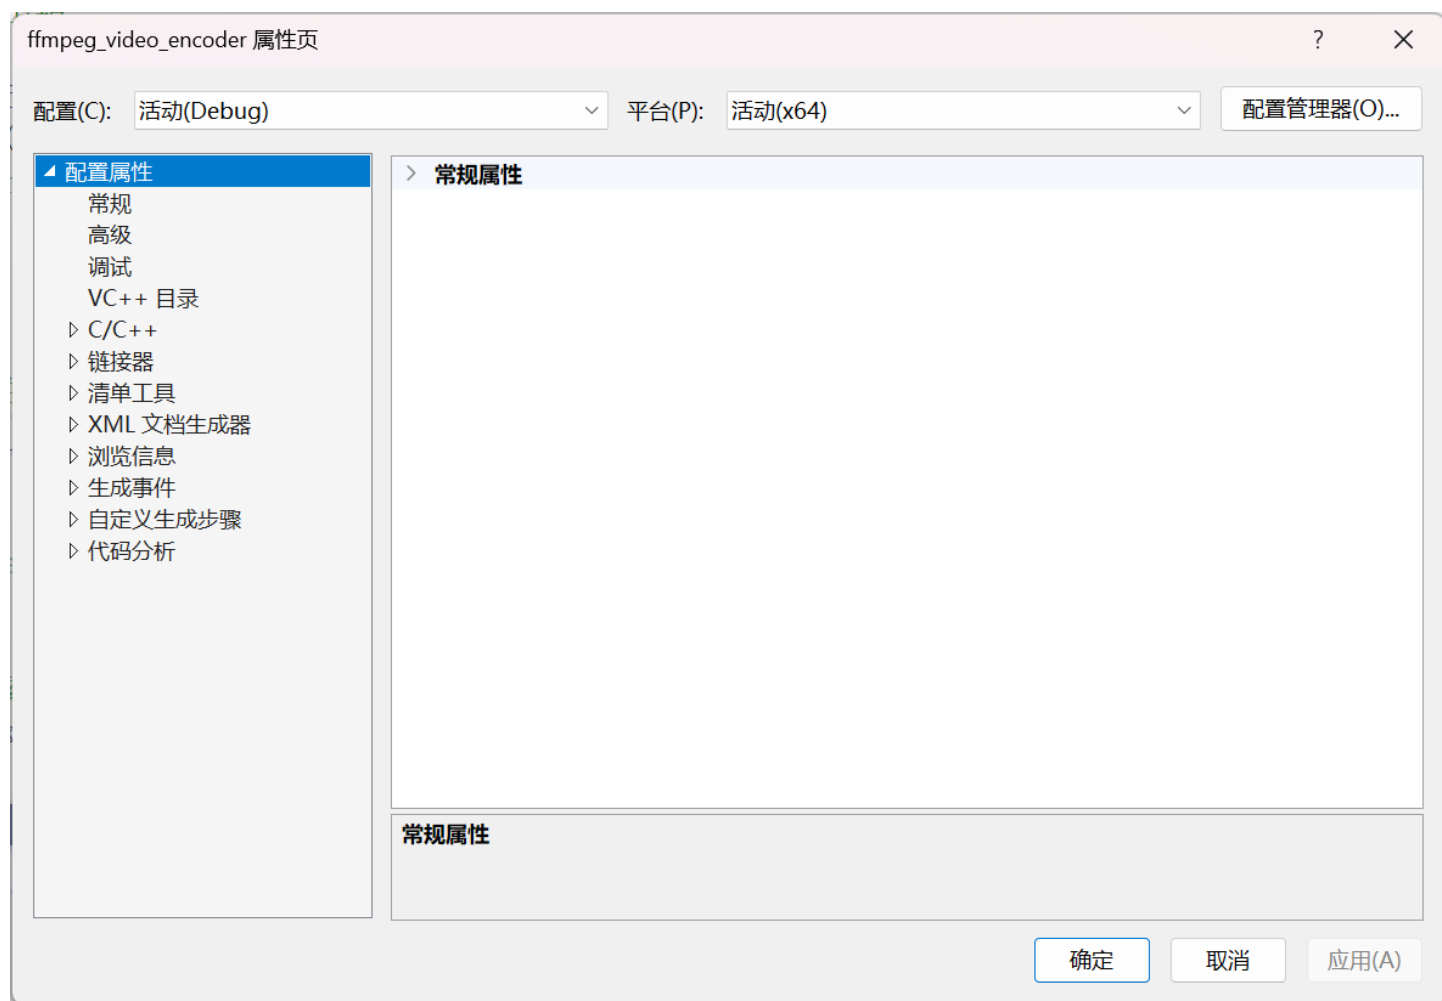 ffmpeg_video_encoder 属性页
?
配置(C): 活动(Debug) 平台(P): 活动(x64) 配置管理器(O)...
配置属性
常规
高级
调试
VC++ 目录
C/C++
链接器
清单工具
XML 文档生成器
浏览信息
生成事件
自定义生成步骤
代码分析
常规属性
常规属性
确定 取消 应用(A)